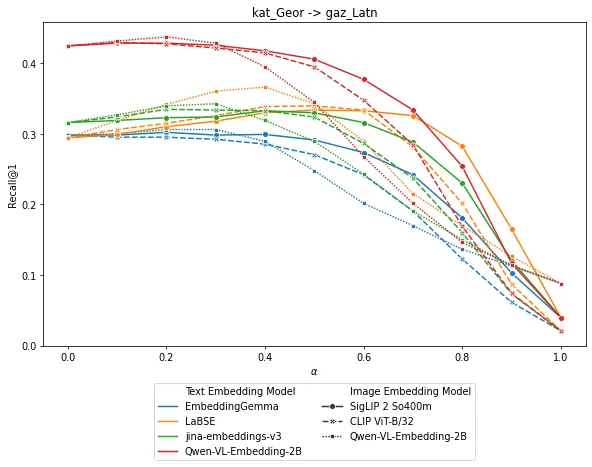 kat_Geor -> gaz_Latn
Recall@1
0.4
0.3
0.2
0.1
0.0
0.0 0.2 0.4 0.6 0.8 1.0
α
Text Embedding Model
EmbeddingGemma
LaBSE
jina-embeddings-v3
Qwen-VL-Embedding-2B
Image Embedding Model
SigLIP 2 So400m
CLIP ViT-B/32
Qwen-VL-Embedding-2B